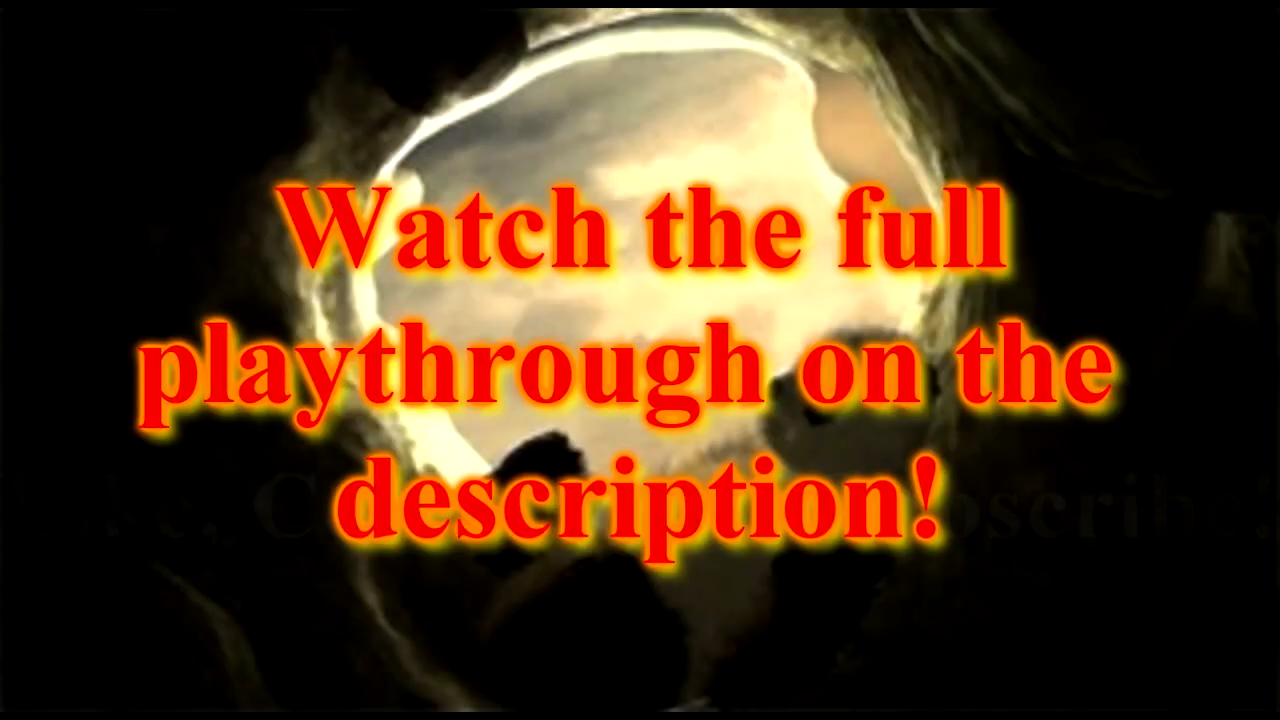 Watch the full
playthrough on the
description!